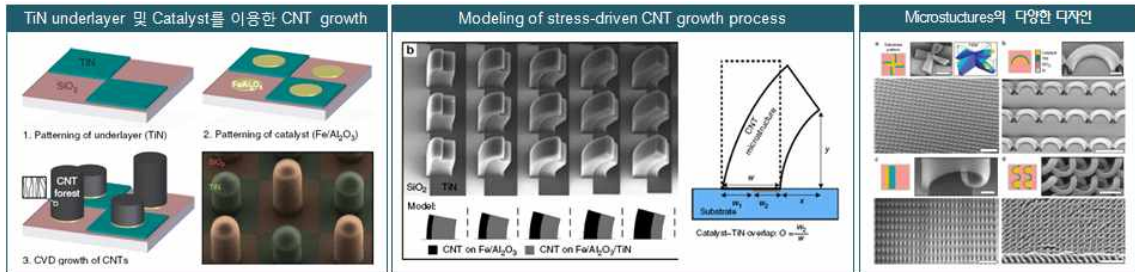 TiN underlayer 및 Catalyst를 이용한 CNT growth
TiN
SiO₂
1. Patterning of underlayer (TiN)
Fe/Al₂O₃
2. Patterning of catalyst (Fe/Al₂O₃)
CNT
forest
3. CVD growth of CNTs
SiO₂
TiN
Modeling of stress-driven CNT growth process
b
SiO₂
TiN
Model:
CNT on Fe/Al₂O₃
CNT on Fe/Al₂O₃/TiN
CNT
microstructure
y
w
w₁
w₂
x
Substrate
Catalyst–TiN overlap: O = w₂/w
Microstuctures의 다양한 디자인
a
b
c